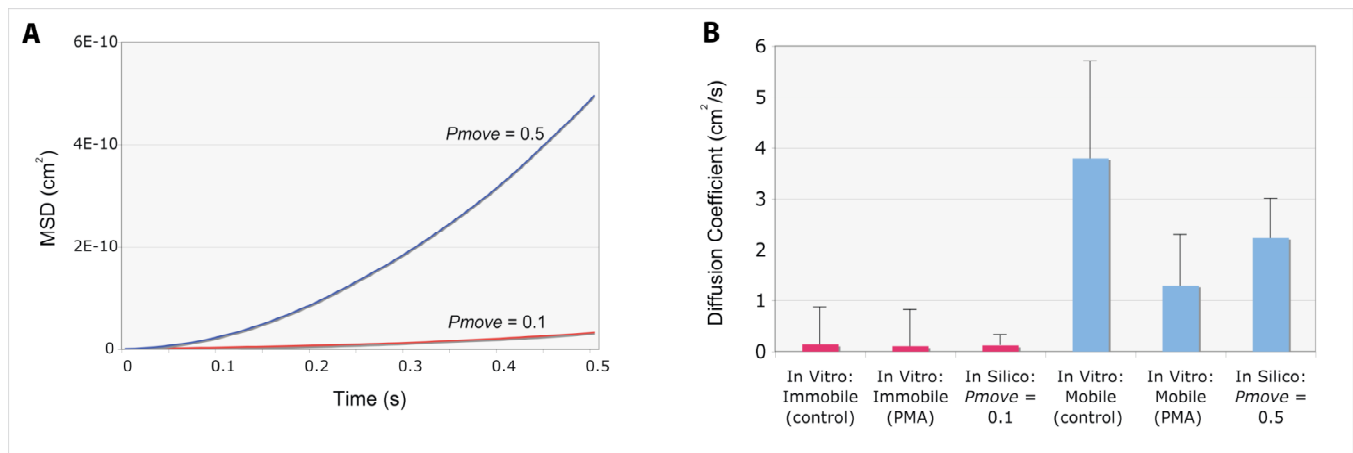 A
6E-10
4E-10
2E-10
0
MSD (cm²)
Pmove = 0.5
Pmove = 0.1
0 0.1 0.2 0.3 0.4 0.5
Time (s)
B
6
5
4
3
2
1
0
Diffusion Coefficient (cm²/s)
In Vitro:
Immobile
(control)
In Vitro:
Immobile
(PMA)
In Silico:
Pmove =
0.1
In Vitro:
Mobile
(control)
In Vitro:
Mobile
(PMA)
In Silico:
Pmove =
0.5